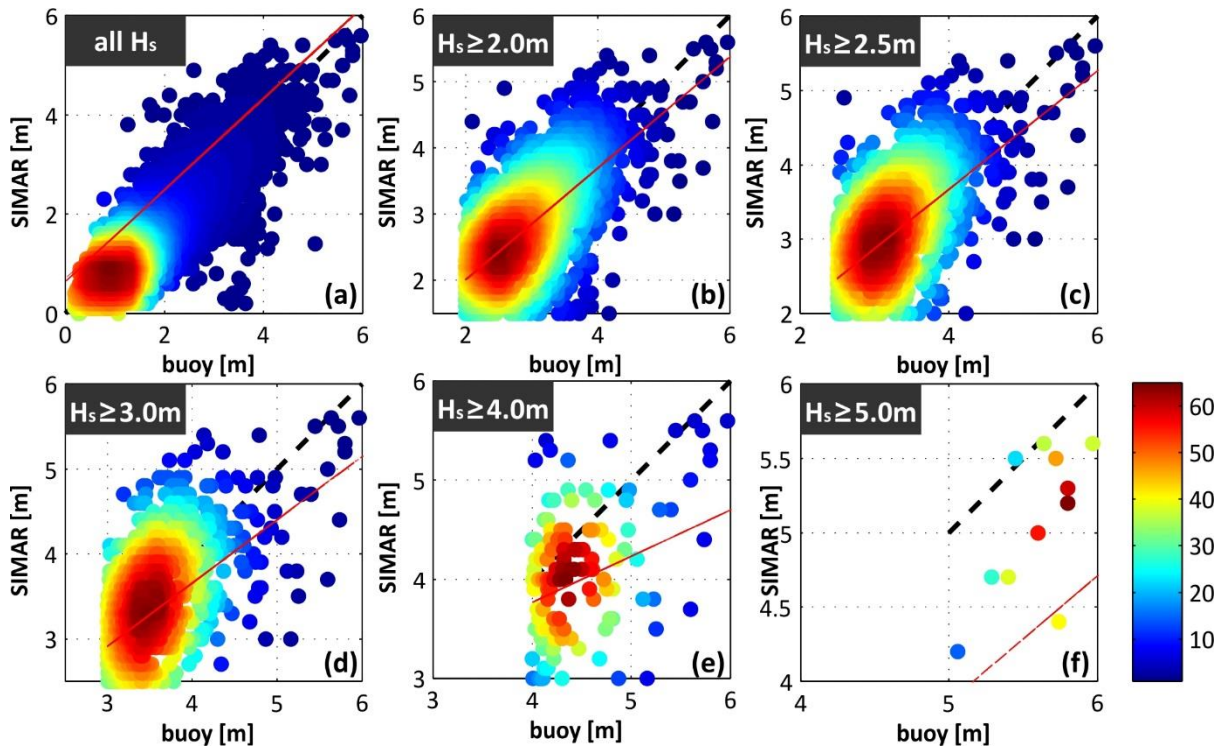 all Hs
6
4
2
0
SIMAR [m]
0 2 4 6
buoy [m]
(a)
Hs≥2.0m
6
5
4
3
2
SIMAR [m]
2 4 6
buoy [m]
(b)
Hs≥2.5m
6
5
4
3
2
SIMAR [m]
4 6
buoy [m]
(c)
Hs≥3.0m
6
5
4
3
SIMAR [m]
3 4 5 6
buoy [m]
(d)
Hs≥4.0m
6
5
4
3
SIMAR [m]
3 4 5 6
buoy [m]
(e)
Hs≥5.0m
6
5.5
5
4.5
4
SIMAR [m]
4 5 6
buoy [m]
(f)
60
50
40
30
20
10